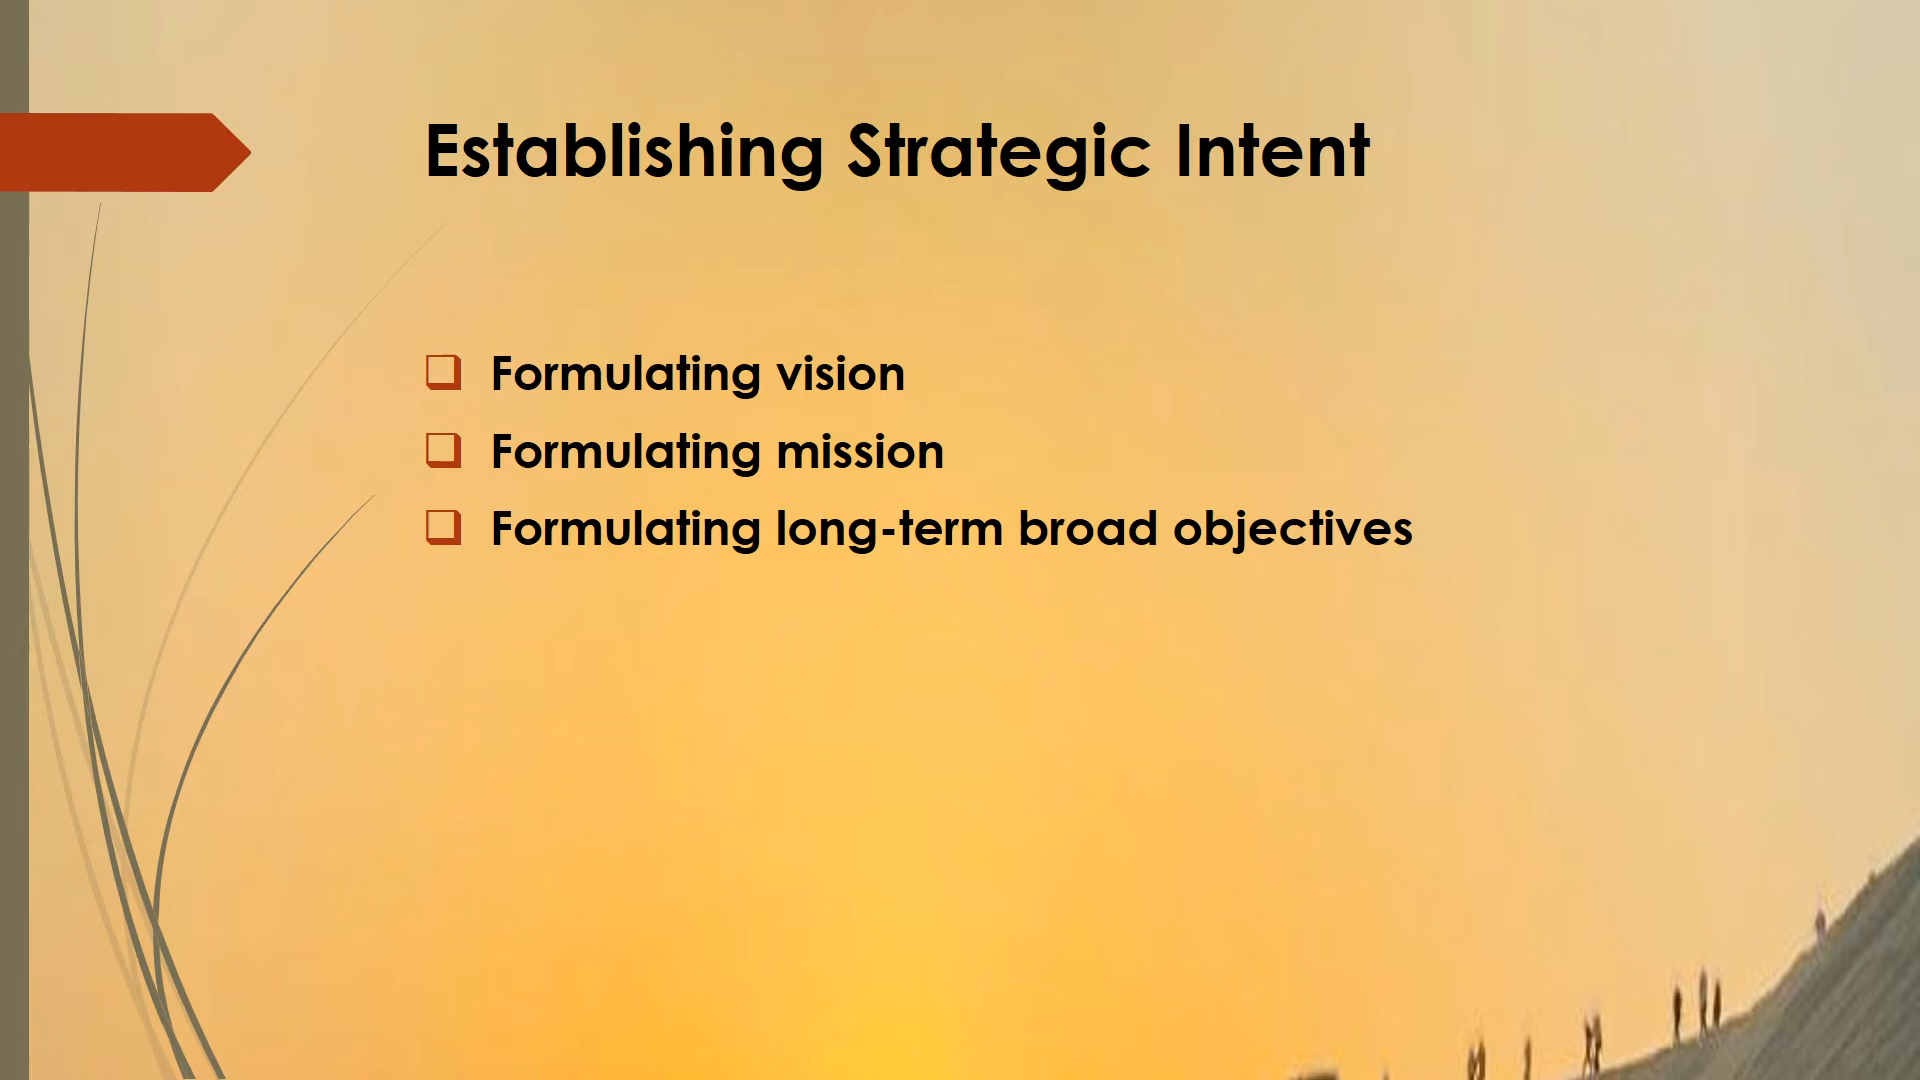 Establishing Strategic Intent
Formulating vision
Formulating mission
Formulating long-term broad objectives